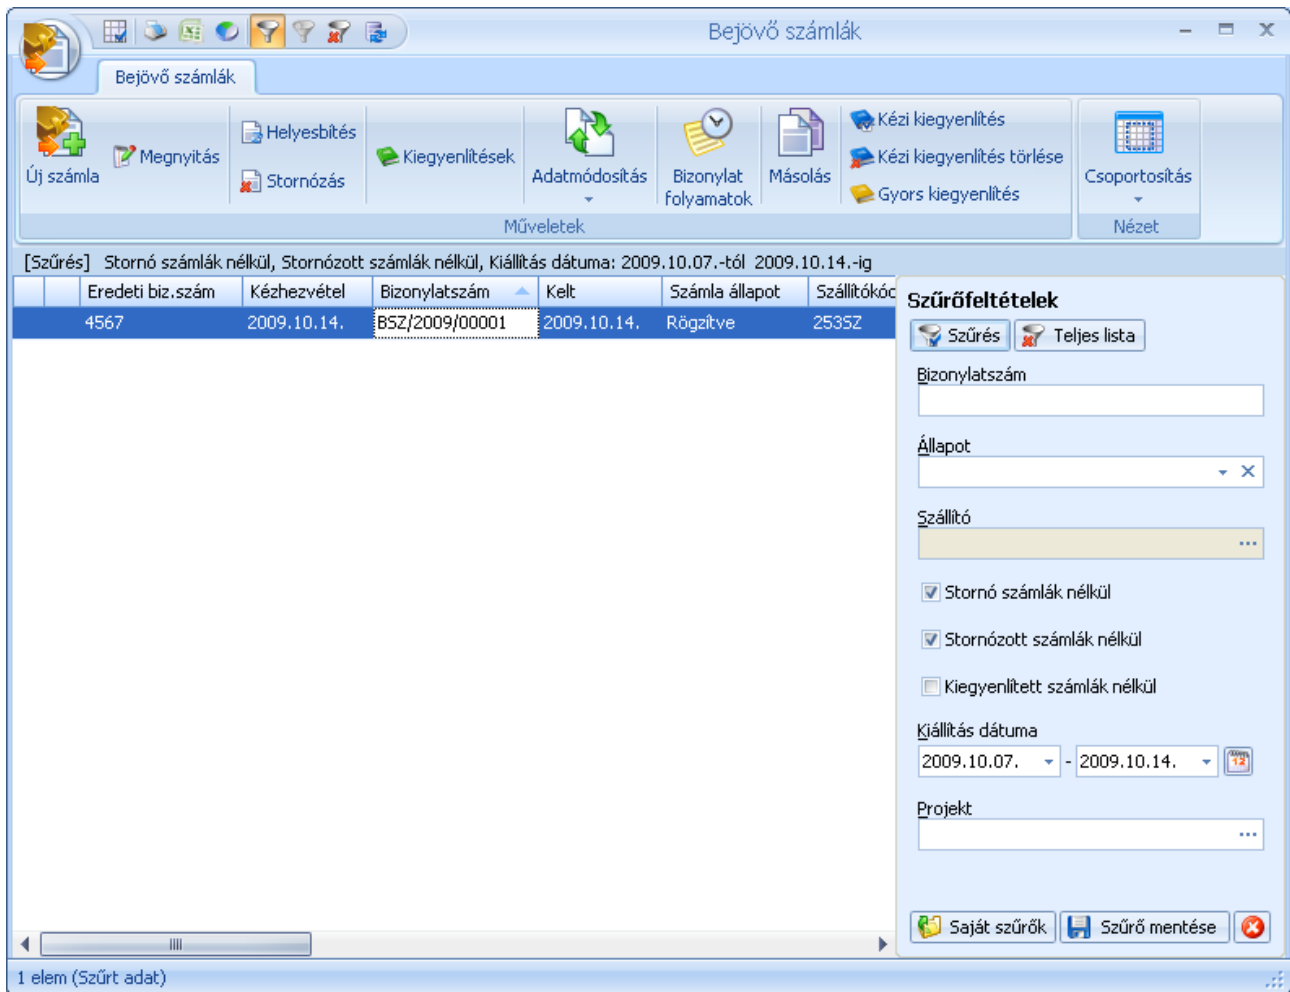 Bejövő számlák
Bejövő számlák
Új számla
Megnyitás
Helyesbítés
Stornózás
Kiegyenlítések
Adatmódosítás
Bizonylat
folyamatok
Másolás
Kézi kiegyenlítés
Kézi kiegyenlítés törlése
Gyors kiegyenlítés
Csoportosítás
Műveletek
Nézet
[Szűrés] Stornó számlák nélkül, Stornózott számlák nélkül, Kiállítás dátuma: 2009.10.07.-tól 2009.10.14.-ig
Eredeti biz.szám Kézhezvétel Bizonylatszám Kelt Számla állapot Szállítókód
4567 2009.10.14. BSZ/2009/00001 2009.10.14. Rögzítve 253SZ
Szűrőfeltételek
Szűrés Teljes lista
Bizonylatszám
Állapot
Szállító
Stornó számlák nélkül
Stornózott számlák nélkül
Kiegyenlített számlák nélkül
Kiállítás dátuma
2009.10.07. - 2009.10.14. 12
Projekt
Saját szűrők Szűrő mentése
1 elem (Szűrt adat)